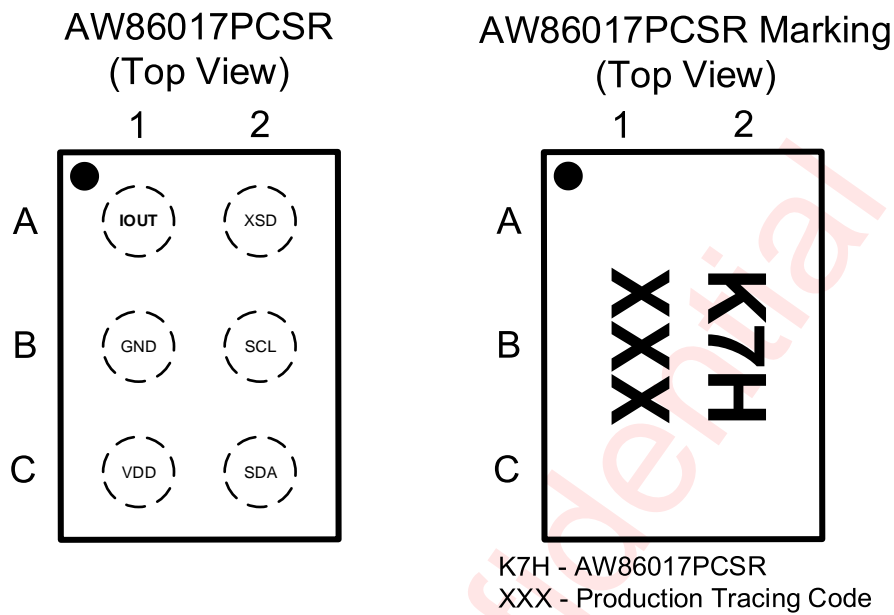 AW86017PCSR
(Top View)
1 2
A IOUT XSD
B GND SCL
C VDD SDA
AW86017PCSR Marking
(Top View)
1 2
A
B
C
K7H
XXX
K7H - AW86017PCSR
XXX - Production Tracing Code